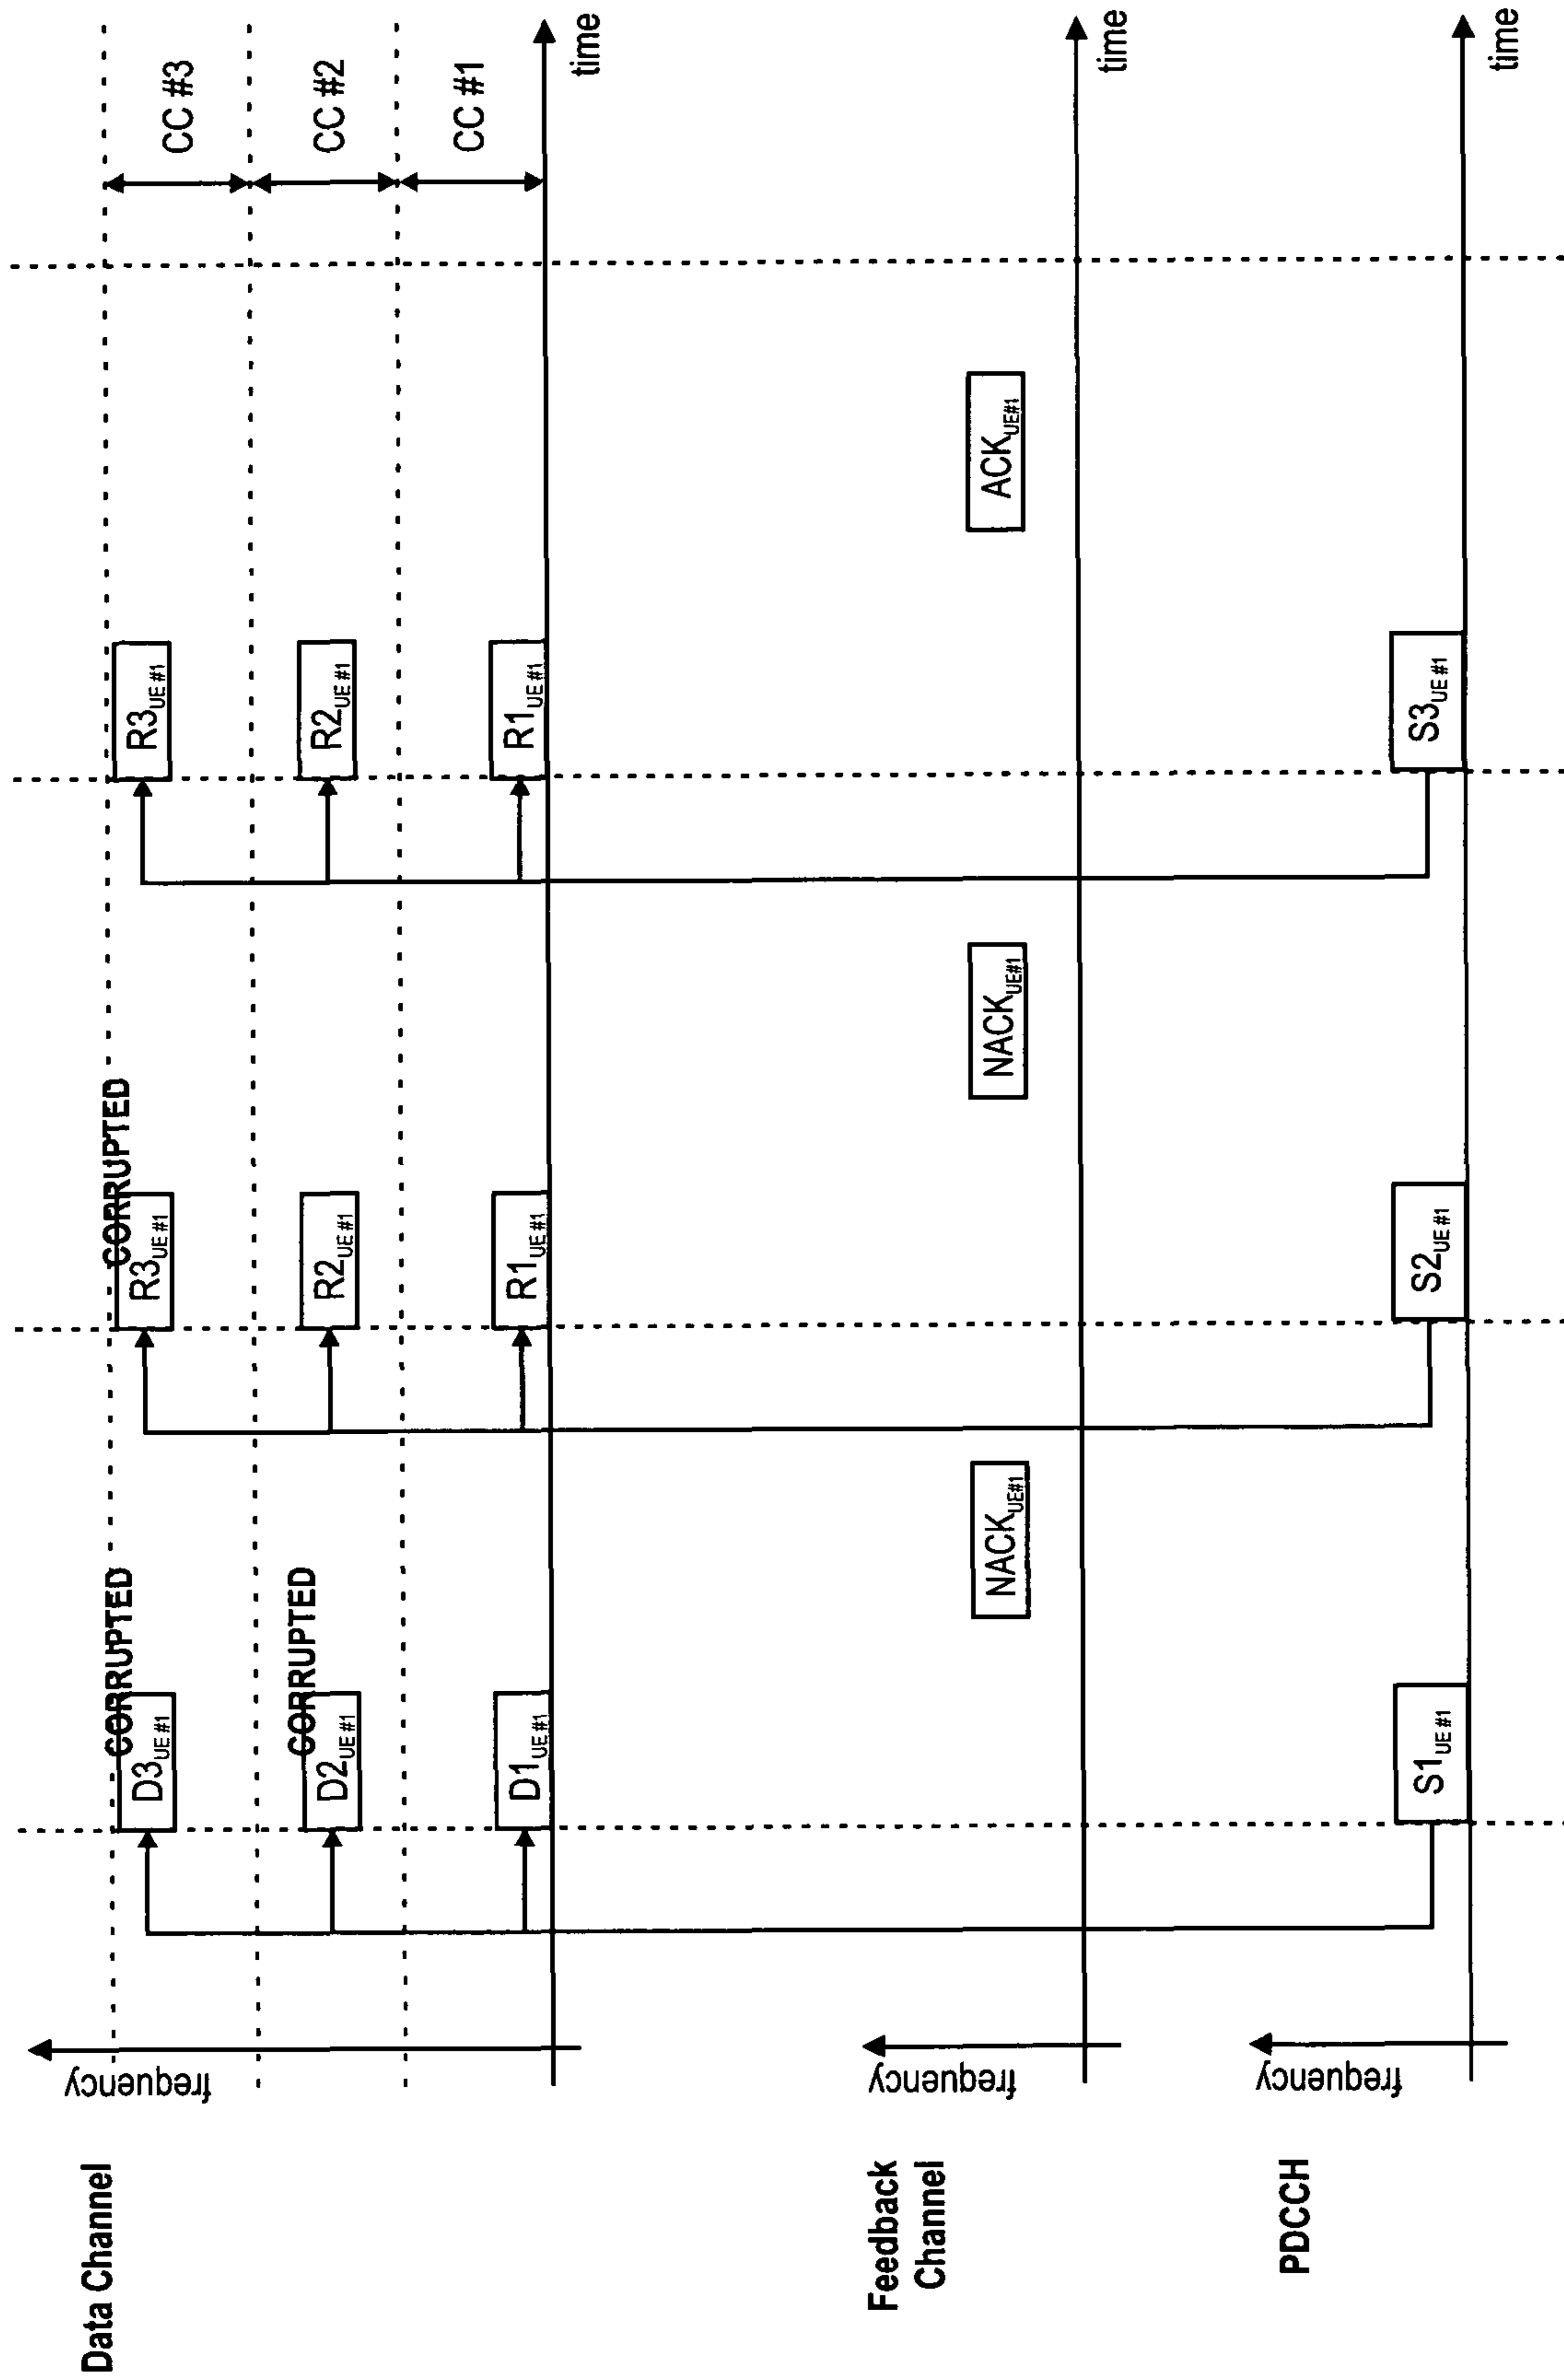 Data Channel
frequency
CORRUPTED
CORRUPTED
CORRUPTED
D3UE #1
R3UE #1
R3UE #1
CC #3
D2UE #1
R2UE #1
R2UE #1
CC #2
D1UE #1
R1UE #1
R1UE #1
CC #1
time
Feedback
Channel
frequency
NACKUE#1
NACKUE#1
ACKUE#1
time
PDCCH
frequency
S1UE #1
S2UE #1
S3UE #1
time